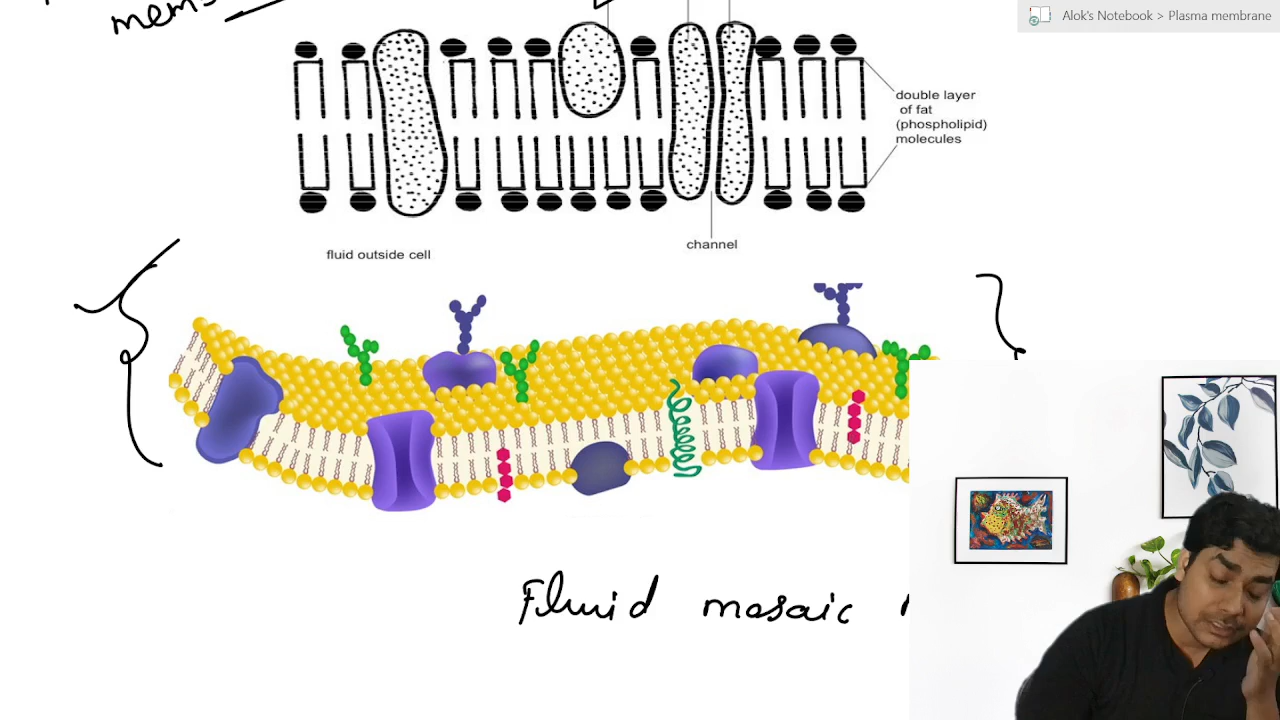 Alok's Notebook > Plasma membrane
double layer
of fat
(phospholipid)
molecules
channel
fluid outside cell
Fluid mosaic